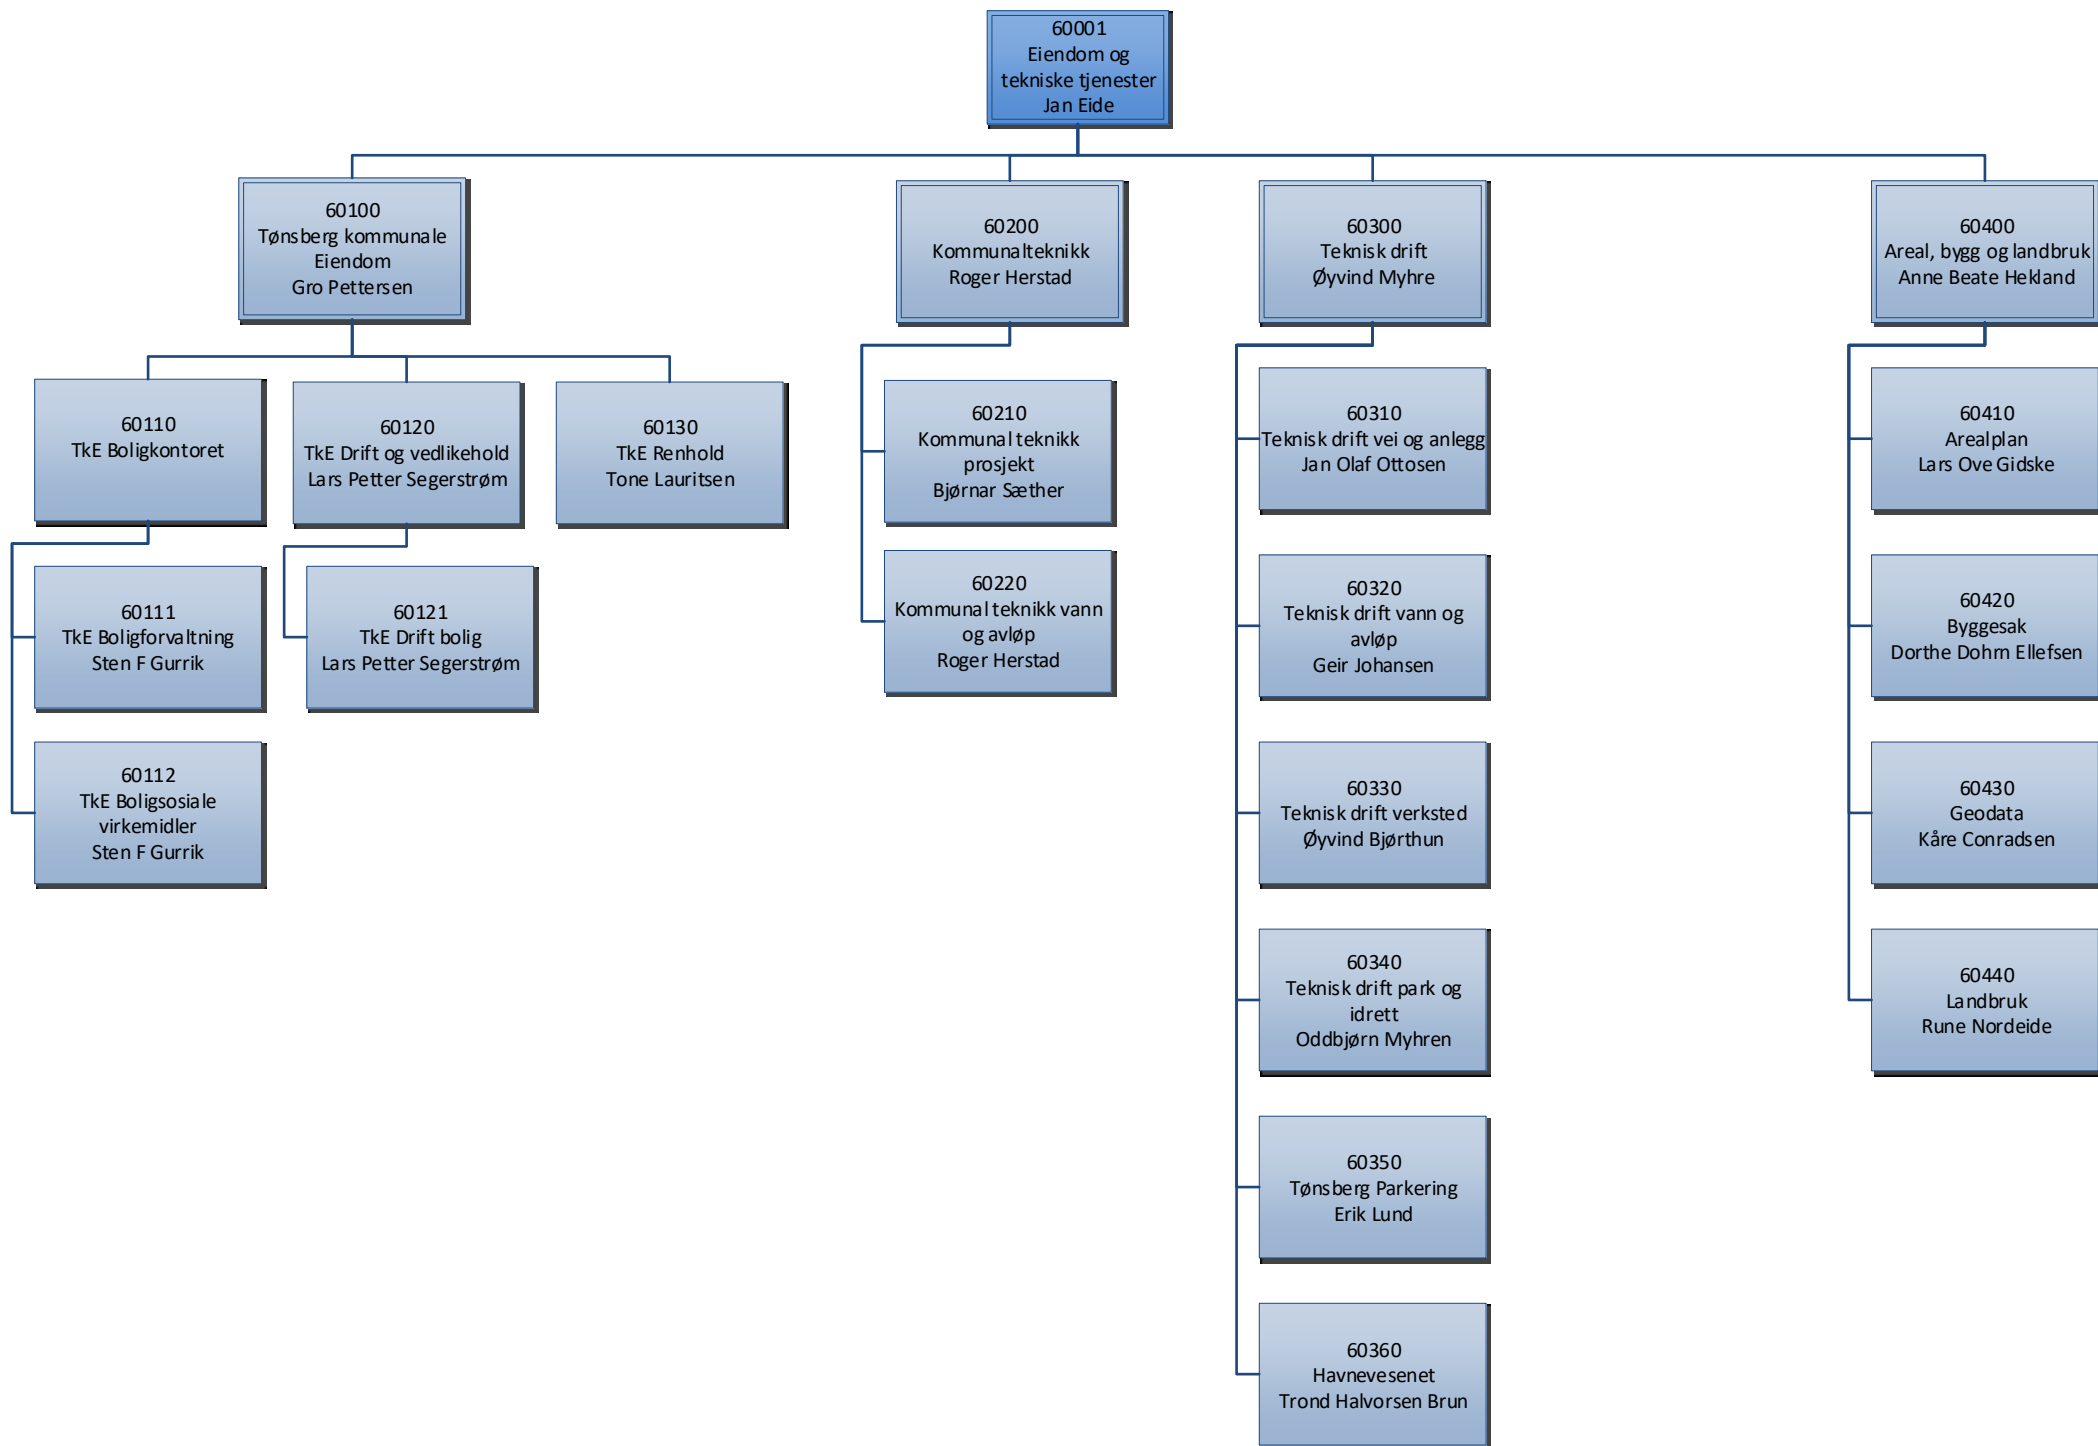 60001
Eiendom og
tekniske tjenester
Jan Eide
60100
Tønsberg kommunale
Eiendom
Gro Pettersen
60200
Kommunalteknikk
Roger Herstad
60300
Teknisk drift
Øyvind Myhre
60400
Areal, bygg og landbruk
Anne Beate Hekland
60110
TkE Boligkontoret
60120
TkE Drift og vedlikehold
Lars Petter Segerstrøm
60130
TkE Renhold
Tone Lauritsen
60111
TkE Boligforvaltning
Sten F Gurrik
60121
TkE Drift bolig
Lars Petter Segerstrøm
60112
TkE Boligsosiale
virkemidler
Sten F Gurrik
60210
Kommunal teknikk
prosjekt
Bjørnar Sæther
60220
Kommunal teknikk vann
og avløp
Roger Herstad
60310
Teknisk drift vei og anlegg
Jan Olaf Ottosen
60320
Teknisk drift vann og
avløp
Geir Johansen
60330
Teknisk drift verksted
Øyvind Bjørthun
60340
Teknisk drift park og
idrett
Oddbjørn Myhren
60350
Tønsberg Parkering
Erik Lund
60360
Havnevesenet
Trond Halvorsen Brun
60410
Arealplan
Lars Ove Gidske
60420
Byggesak
Dorthe Dohrn Ellefsen
60430
Geodata
Kåre Conradsen
60440
Landbruk
Rune Nordeide